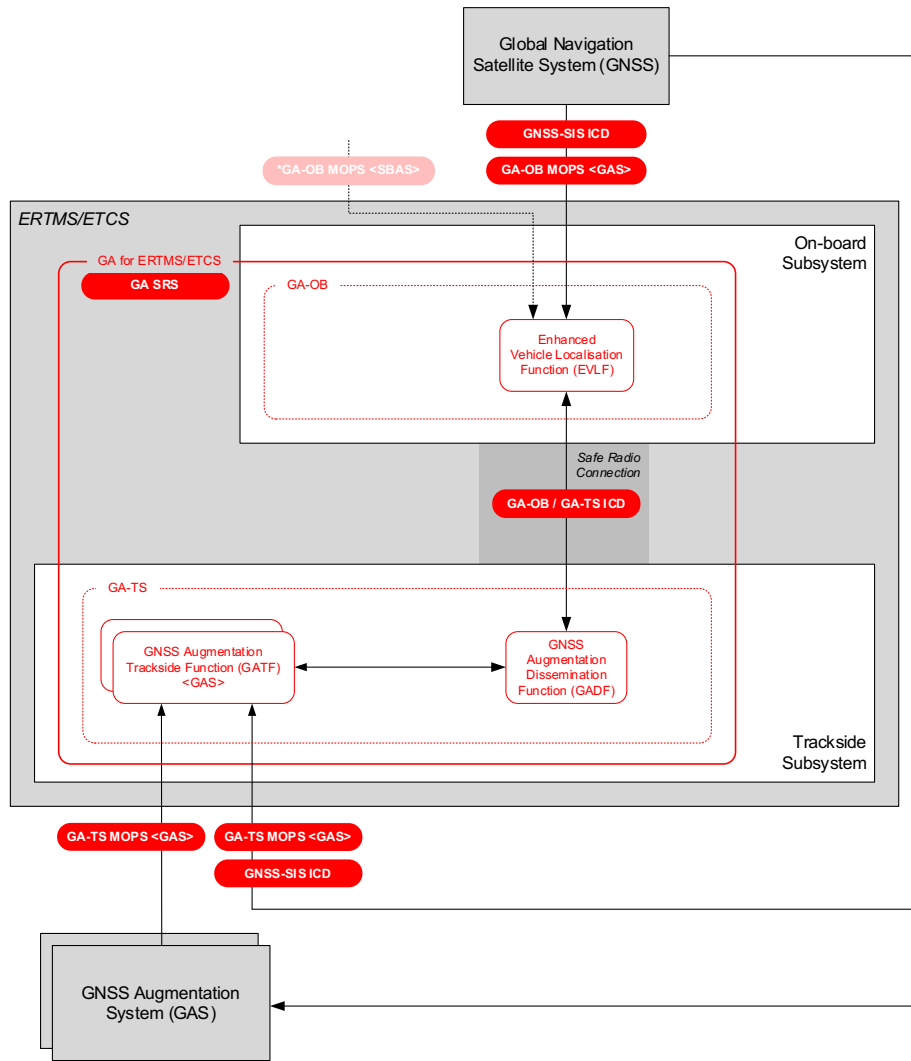 Global Navigation
Satellite System (GNSS)
GNSS-SIS ICD
*GA-OB MOPS <SBAS>
GA-OB MOPS <GAS>
ERTMS/ETCS
On-board
Subsystem
GA for ERTMS/ETCS
GA SRS
GA-OB
Enhanced
Vehicle Localisation
Function (EVLF)
Safe Radio
Connection
GA-OB / GA-TS ICD
GA-TS
GNSS Augmentation
Trackside Function (GATF)
<GAS>
GNSS
Augmentation
Dissemination
Function (GADF)
Trackside
Subsystem
GA-TS MOPS <GAS>
GA-TS MOPS <GAS>
GNSS-SIS ICD
GNSS Augmentation
System (GAS)